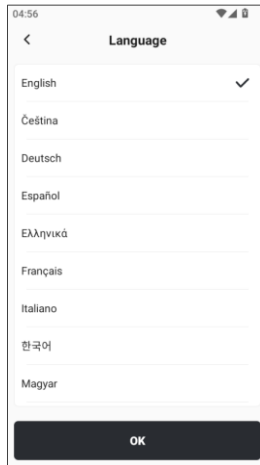 04:56
Language
English
Čeština
Deutsch
Español
Ελληνικά
Français
Italiano
한국어
Magyar
OK